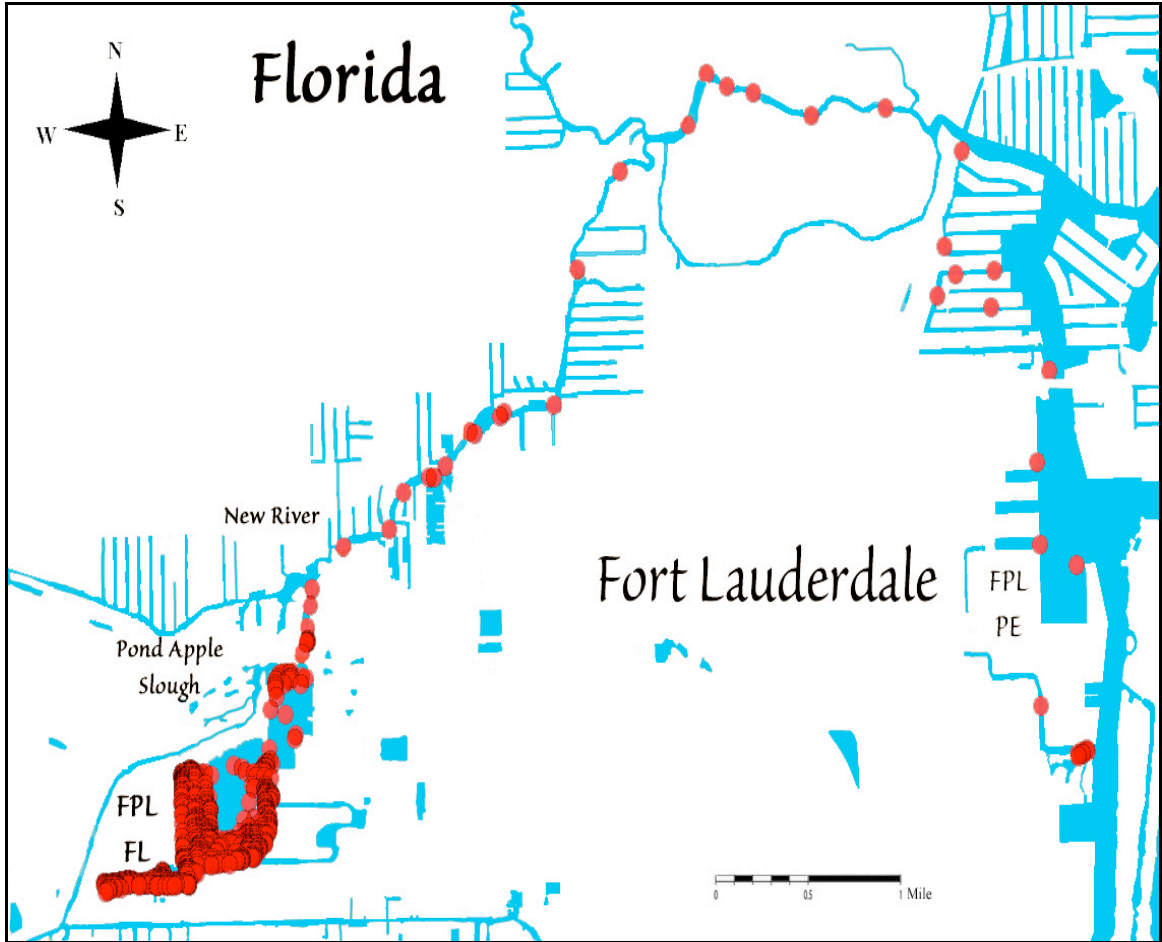 N
Florida
W E
S
New River
Fort Lauderdale
FPL
PE
Pond Apple
Slough
FPL
FL
0 0.5 1 Mile